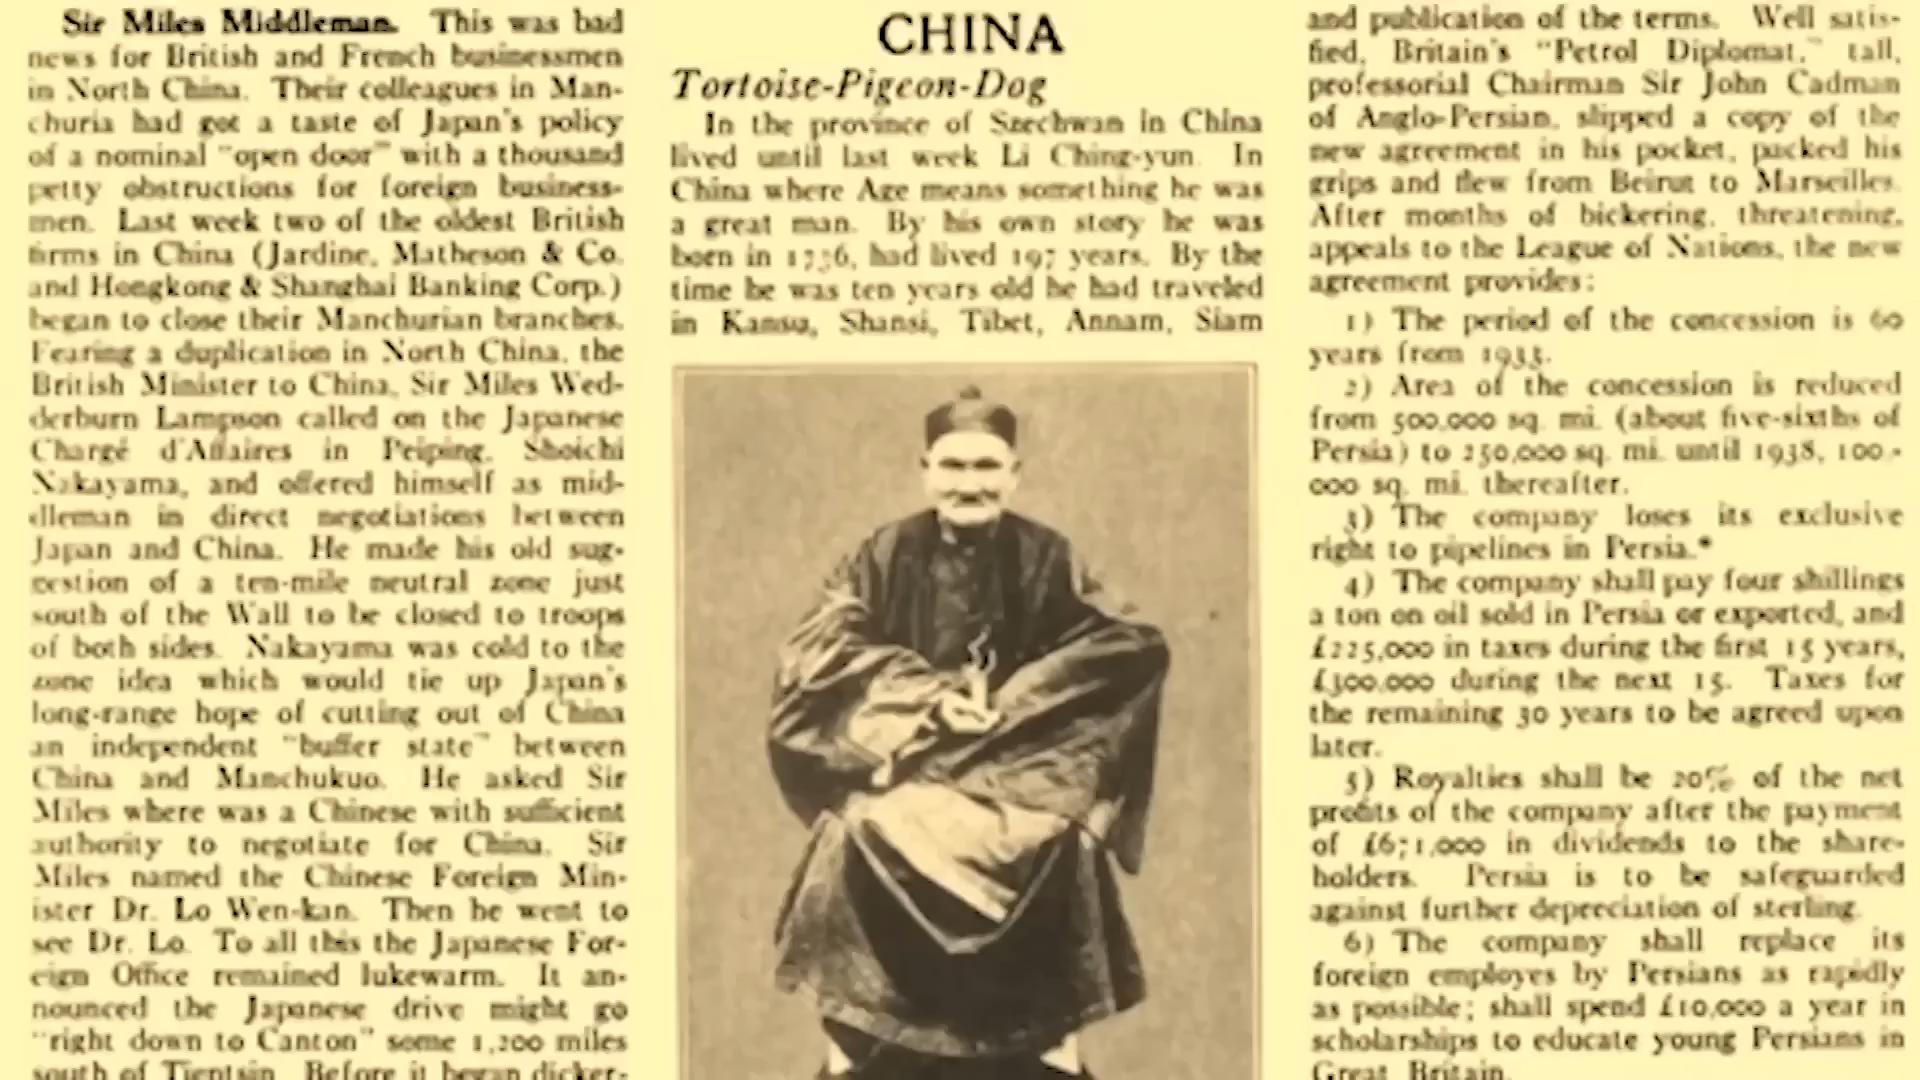 Sir Miles Middleman. This was bad
news for British and French businessmen
in North China. Their colleagues in Man-
churia had got a taste of Japan's policy
of a nominal "open door" with a thousand
petty obstructions for foreign business-
men. Last week two of the oldest British
firms in China (Jardine, Matheson & Co.
and Hongkong & Shanghai Banking Corp.)
began to close their Manchurian branches.
Fearing a duplication in North China, the
British Minister to China, Sir Miles Wed-
derburn Lampson called on the Japanese
Chargé d'Affaires in Peiping, Shoichi
Nakayama, and offered himself as mid-
dleman in direct negotiations between
Japan and China. He made his old sug-
gestion of a ten-mile neutral zone just
south of the Wall to be closed to troops
of both sides. Nakayama was cold to the
zone idea which would tie up Japan's
long-range hope of cutting out of China
an independent "buffer state" between
China and Manchukuo. He asked Sir
Miles where was a Chinese with sufficient
authority to negotiate for China. Sir
Miles named the Chinese Foreign Min-
ister Dr. Lo Wen-kan. Then he went to
see Dr. Lo. To all this the Japanese For-
eign Office remained lukewarm. It an-
nounced the Japanese drive might go
"right down to Canton" some 1,200 miles
south of Tientsin. Before it began dicker-
CHINA
Tortoise-Pigeon-Dog
In the province of Szechwan in China
lived until last week Li Ching-yun. In
China where Age means something he was
a great man. By his own story he was
born in 1736, had lived 197 years. By the
time he was ten years old he had traveled
in Kansu, Shansi, Tibet, Annam, Siam
and publication of the terms. Well satis-
fied, Britain's "Petrol Diplomat," tall,
professorial Chairman Sir John Cadman
of Anglo-Persian, slipped a copy of the
new agreement in his pocket, packed his
grips and flew from Beirut to Marseilles.
After months of bickering, threatening,
appeals to the League of Nations, the new
agreement provides:
1) The period of the concession is 60
years from 1933.
2) Area of the concession is reduced
from 500,000 sq. mi. (about five-sixths of
Persia) to 250,000 sq. mi. until 1938, 100,-
000 sq. mi. thereafter.
3) The company loses its exclusive
right to pipelines in Persia.*
4) The company shall pay four shillings
a ton on oil sold in Persia or exported, and
£225,000 in taxes during the first 15 years,
£300,000 during the next 15. Taxes for
the remaining 30 years to be agreed upon
later.
5) Royalties shall be 20% of the net
profits of the company after the payment
of £671,000 in dividends to the share-
holders. Persia is to be safeguarded
against further depreciation of sterling.
6) The company shall replace its
foreign employes by Persians as rapidly
as possible; shall spend £10,000 a year in
scholarships to educate young Persians in
Great Britain.